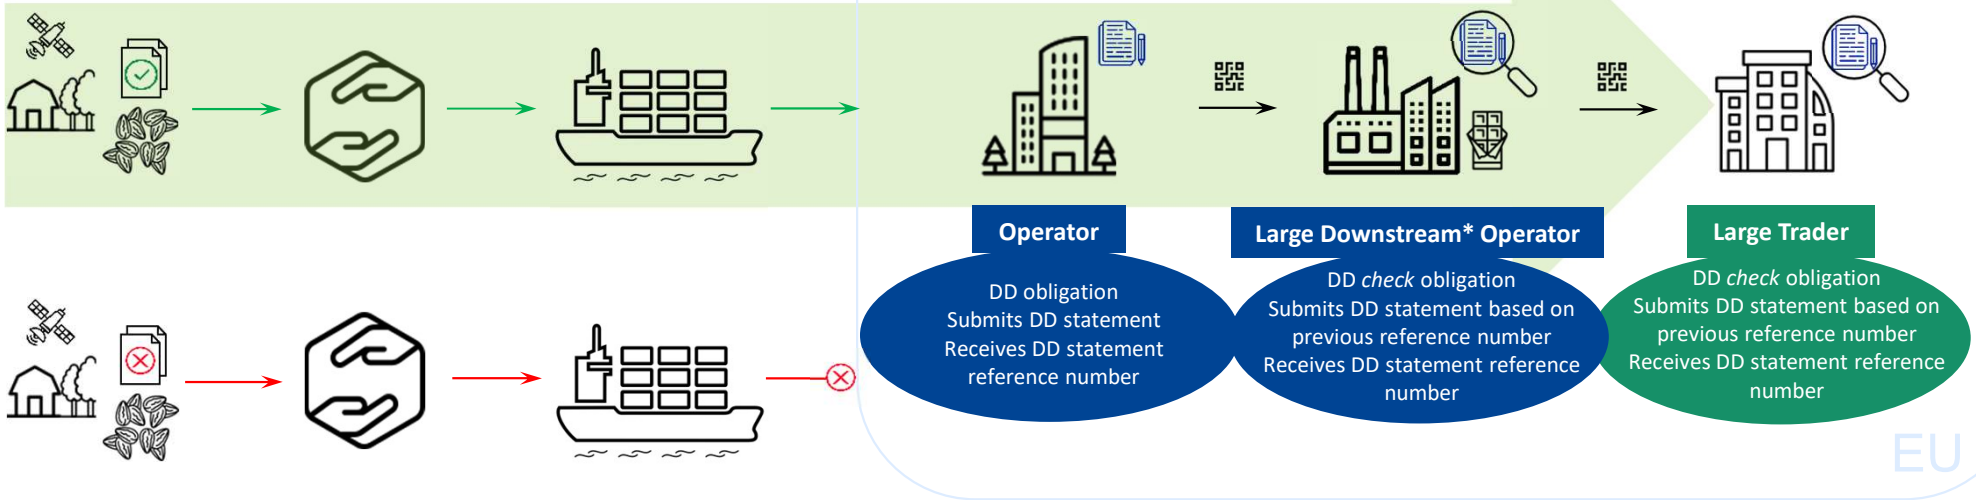 Operator
DD obligation
Submits DD statement
Receives DD statement
reference number
Large Downstream* Operator
DD check obligation
Submits DD statement based on
previous reference number
Receives DD statement reference
number
Large Trader
DD check obligation
Submits DD statement based on
previous reference number
Receives DD statement reference
number
EU